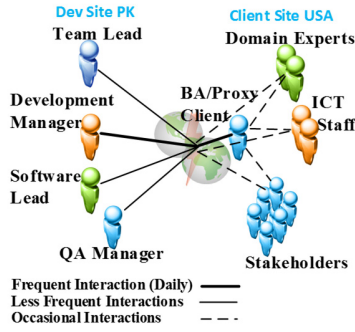 Dev Site PK
Client Site USA
Team Lead
Domain Experts
BA/Proxy
Client
ICT
Staff
Development
Manager
Software
Lead
QA Manager
Stakeholders
Frequent Interaction (Daily)
Less Frequent Interactions
Occasional Interactions